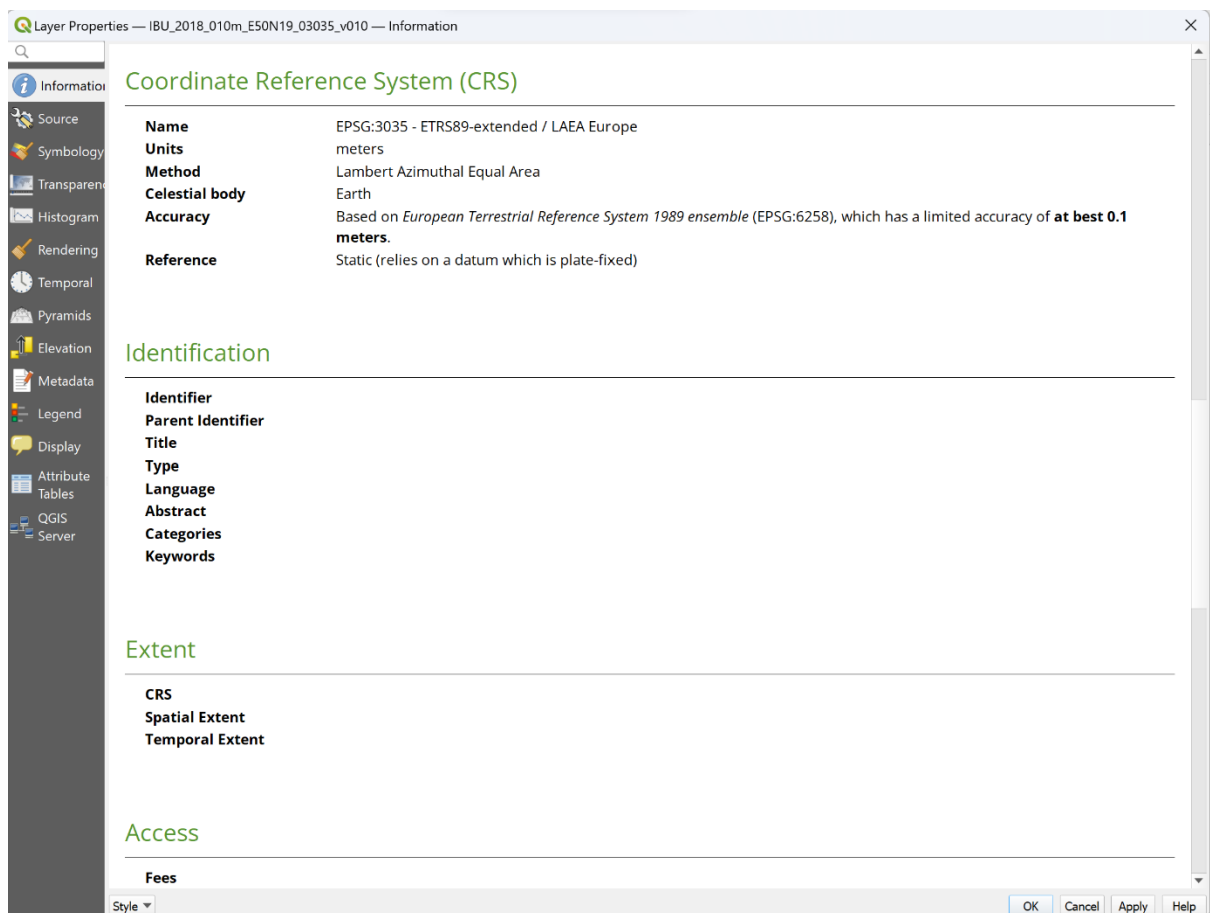 Layer Properties — IBU_2018_010m_E50N19_03035_v010 — Information
Information
Source
Symbology
Transparen
Histogram
Rendering
Temporal
Pyramids
Elevation
Metadata
Legend
Display
Attribute
Tables
QGIS
Server
Coordinate Reference System (CRS)
Name EPSG:3035 - ETRS89-extended / LAEA Europe
Units meters
Method Lambert Azimuthal Equal Area
Celestial body Earth
Accuracy Based on European Terrestrial Reference System 1989 ensemble (EPSG:6258), which has a limited accuracy of at best 0.1
meters.
Reference Static (relies on a datum which is plate-fixed)
Identification
Identifier
Parent Identifier
Title
Type
Language
Abstract
Categories
Keywords
Extent
CRS
Spatial Extent
Temporal Extent
Access
Fees
Style
OK Cancel Apply Help